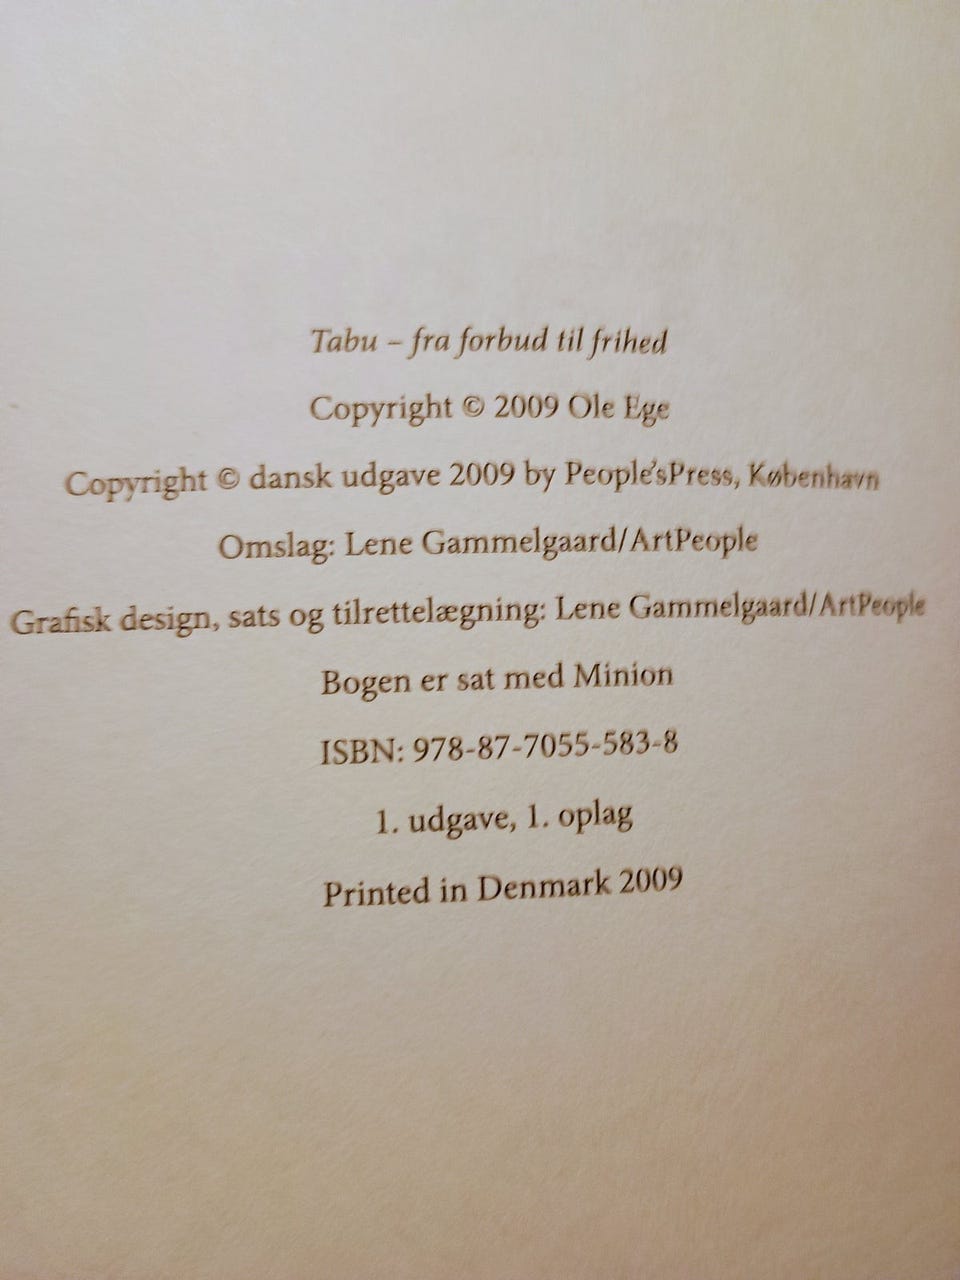 Tabu – fra forbud til frihed
Copyright © 2009 Ole Ege
Copyright © dansk udgave 2009 by People'sPress, København
Omslag: Lene Gammelgaard/ArtPeople
Grafisk design, sats og tilrettelægning: Lene Gammelgaard/ArtPeople
Bogen er sat med Minion
ISBN: 978-87-7055-583-8
1. udgave, 1. oplag
Printed in Denmark 2009